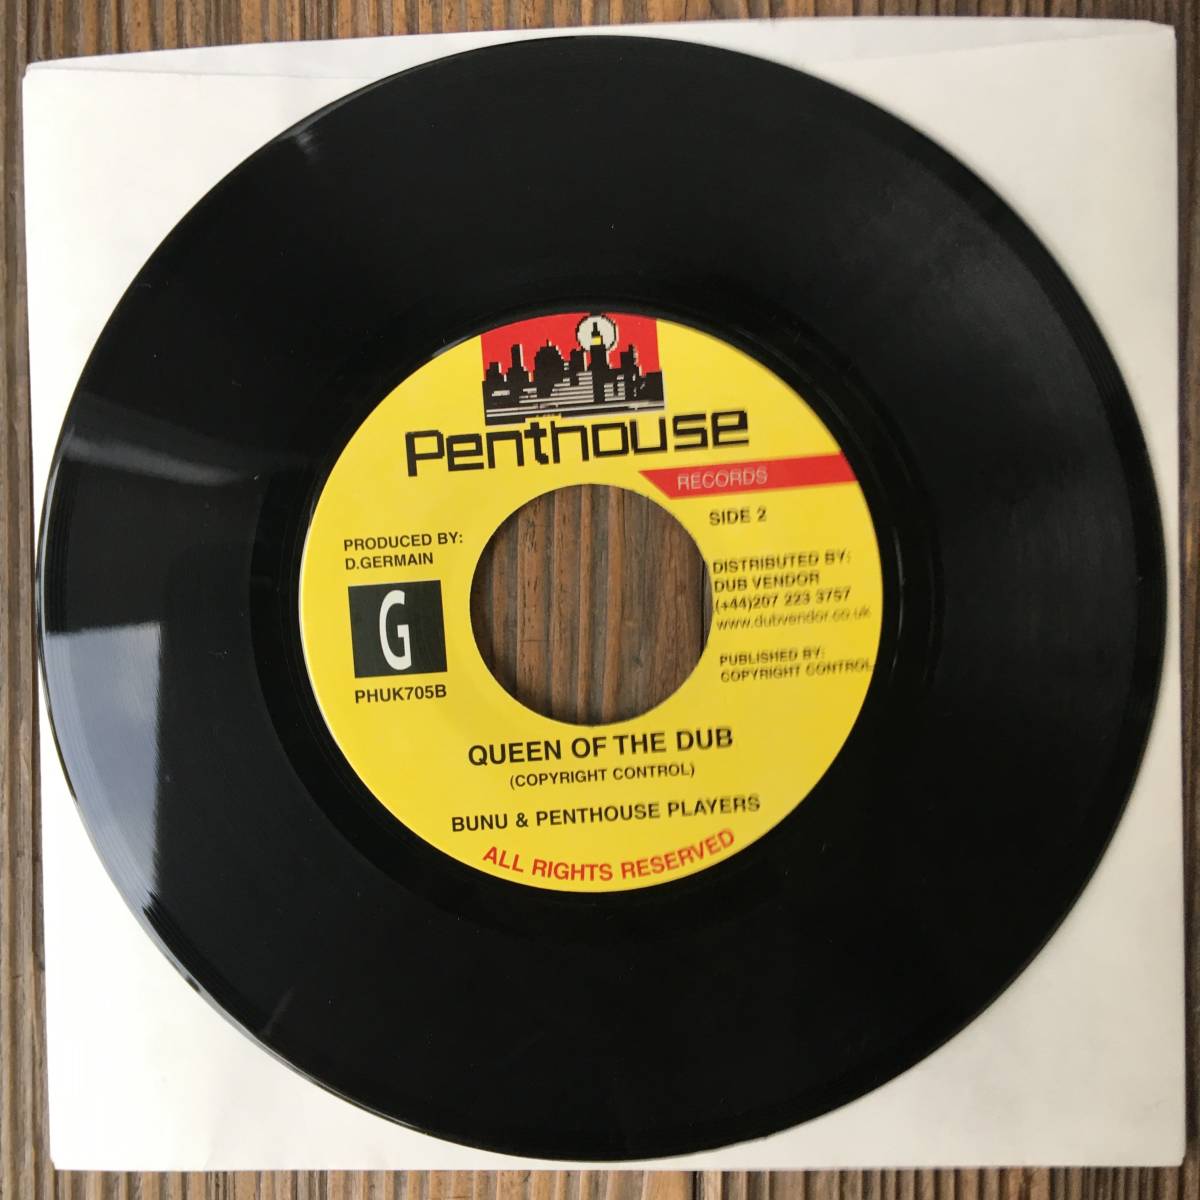 Penthouse
RECORDS
SIDE 2
PRODUCED BY:
D.GERMAIN
G
PHUK705B
DISTRIBUTED BY:
DUB VENDOR
(+44)207 223 3757
www.dubvendor.co.uk
PUBLISHED BY:
COPYRIGHT CONTROL
QUEEN OF THE DUB
(COPYRIGHT CONTROL)
BUNU & PENTHOUSE PLAYERS
ALL RIGHTS RESERVED